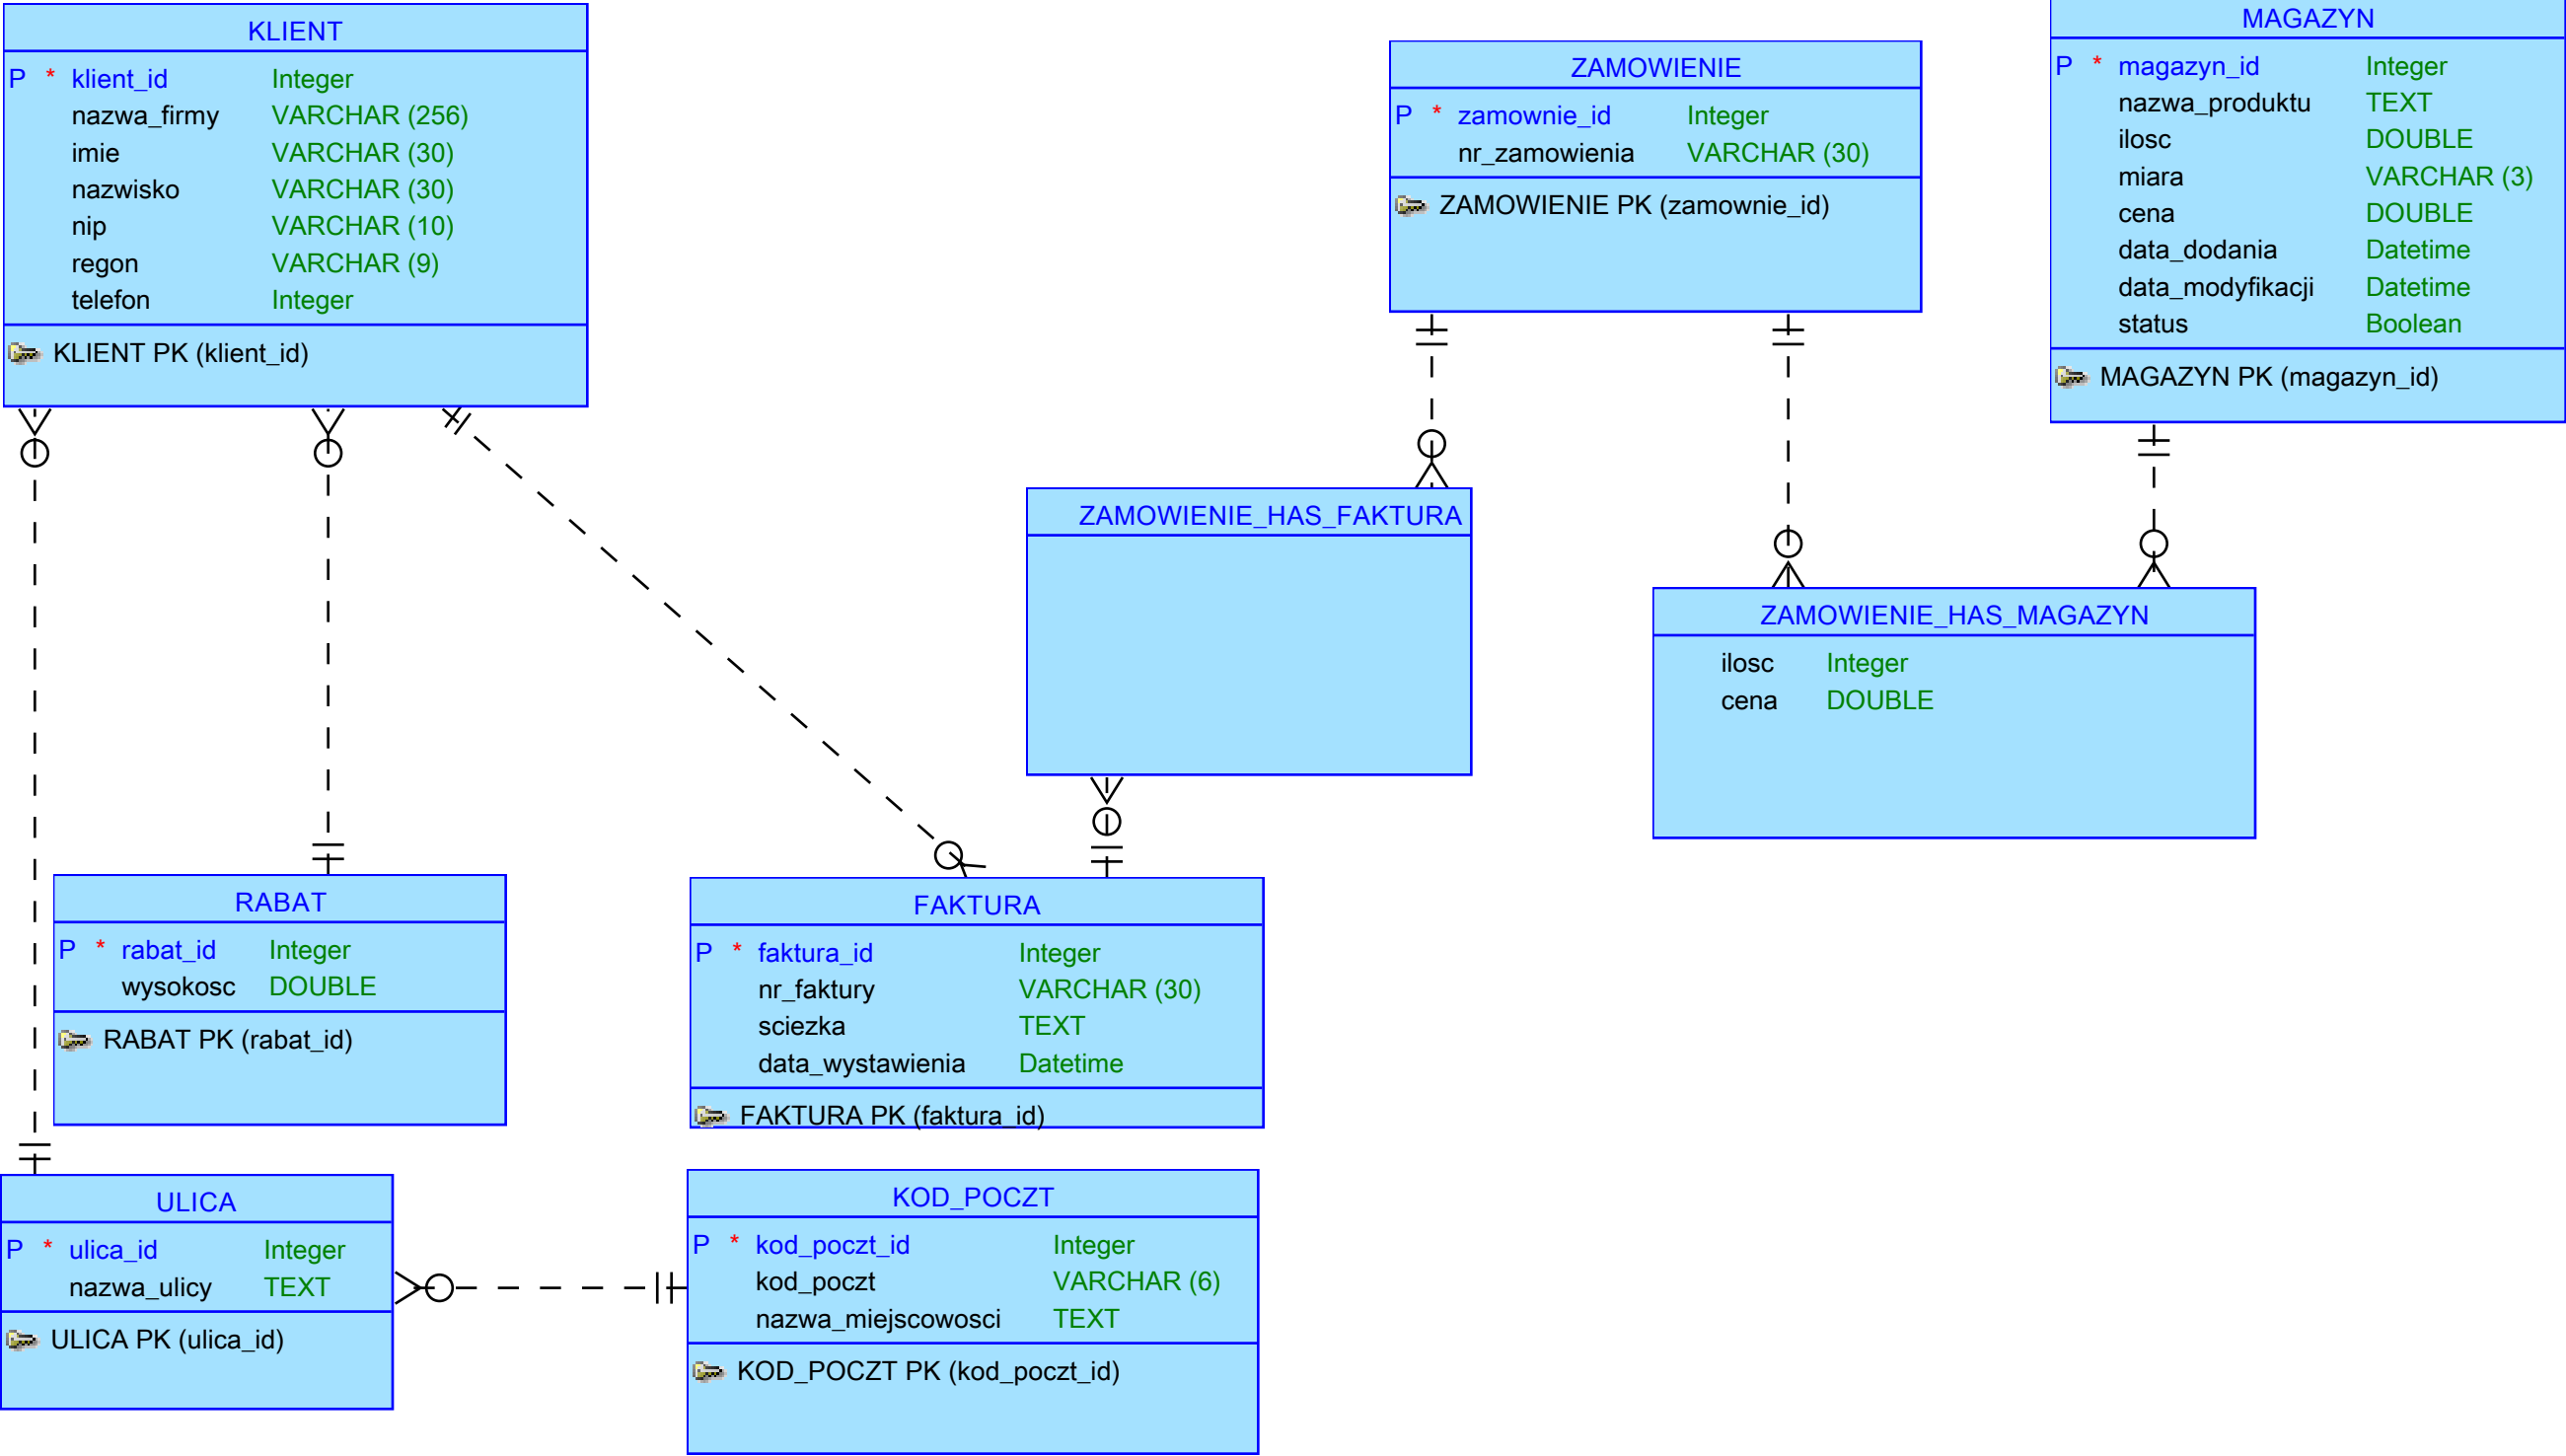 KLIENT
P * klient_id Integer
nazwa_firmy VARCHAR (256)
imie VARCHAR (30)
nazwisko VARCHAR (30)
nip VARCHAR (10)
regon VARCHAR (9)
telefon Integer
KLIENT PK (klient_id)
ZAMOWIENIE
P * zamownie_id Integer
nr_zamowienia VARCHAR (30)
ZAMOWIENIE PK (zamownie_id)
MAGAZYN
P * magazyn_id Integer
nazwa_produktu TEXT
ilosc DOUBLE
miara VARCHAR (3)
cena DOUBLE
data_dodania Datetime
data_modyfikacji Datetime
status Boolean
MAGAZYN PK (magazyn_id)
ZAMOWIENIE_HAS_FAKTURA
ZAMOWIENIE_HAS_MAGAZYN
ilosc Integer
cena DOUBLE
RABAT
P * rabat_id Integer
wysokosc DOUBLE
RABAT PK (rabat_id)
FAKTURA
P * faktura_id Integer
nr_faktury VARCHAR (30)
sciezka TEXT
data_wystawienia Datetime
FAKTURA PK (faktura_id)
ULICA
P * ulica_id Integer
nazwa_ulicy TEXT
ULICA PK (ulica_id)
KOD_POCZT
P * kod_poczt_id Integer
kod_poczt VARCHAR (6)
nazwa_miejscowosci TEXT
KOD_POCZT PK (kod_poczt_id)